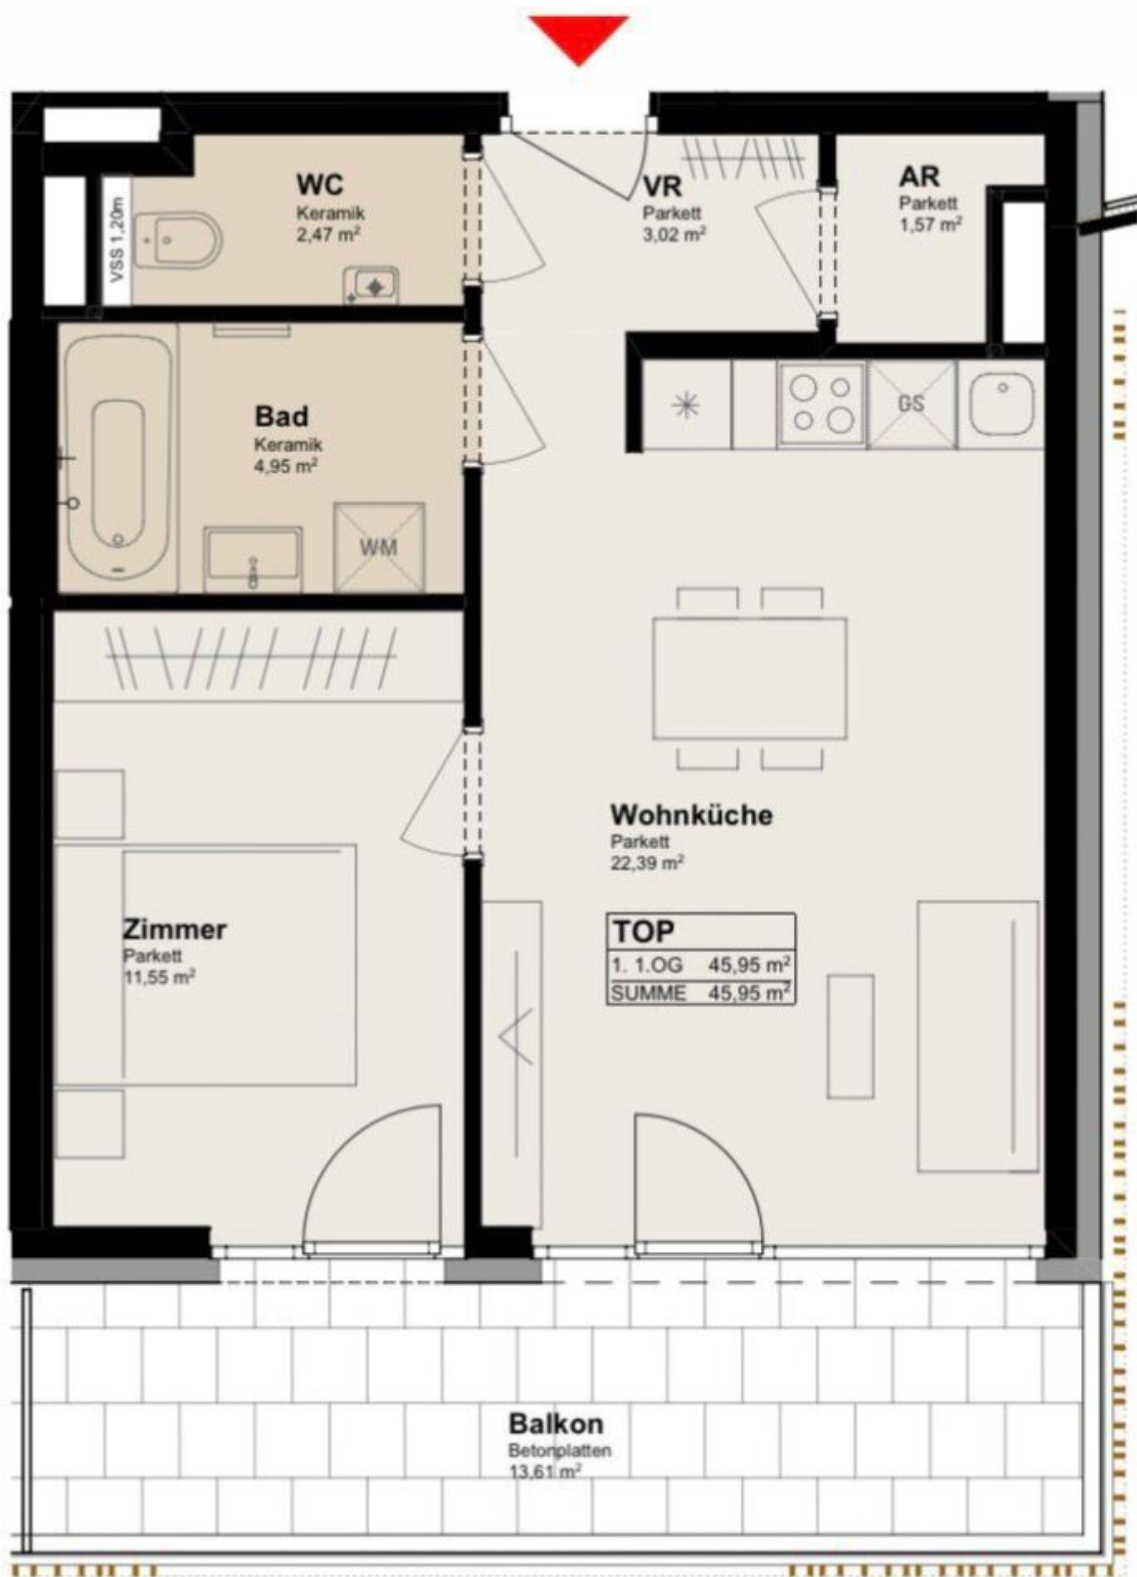 WC
Keramik
2,47 m²
VSS 1,20m
VR
Parkett
3,02 m²
AR
Parkett
1,57 m²
Bad
Keramik
4,95 m²
WM
GS
Wohnküche
Parkett
22,39 m²
Zimmer
Parkett
11,55 m²
TOP
1. 1.OG 45,95 m²
SUMME 45,95 m²
Balkon
Betonplatten
13,61 m²